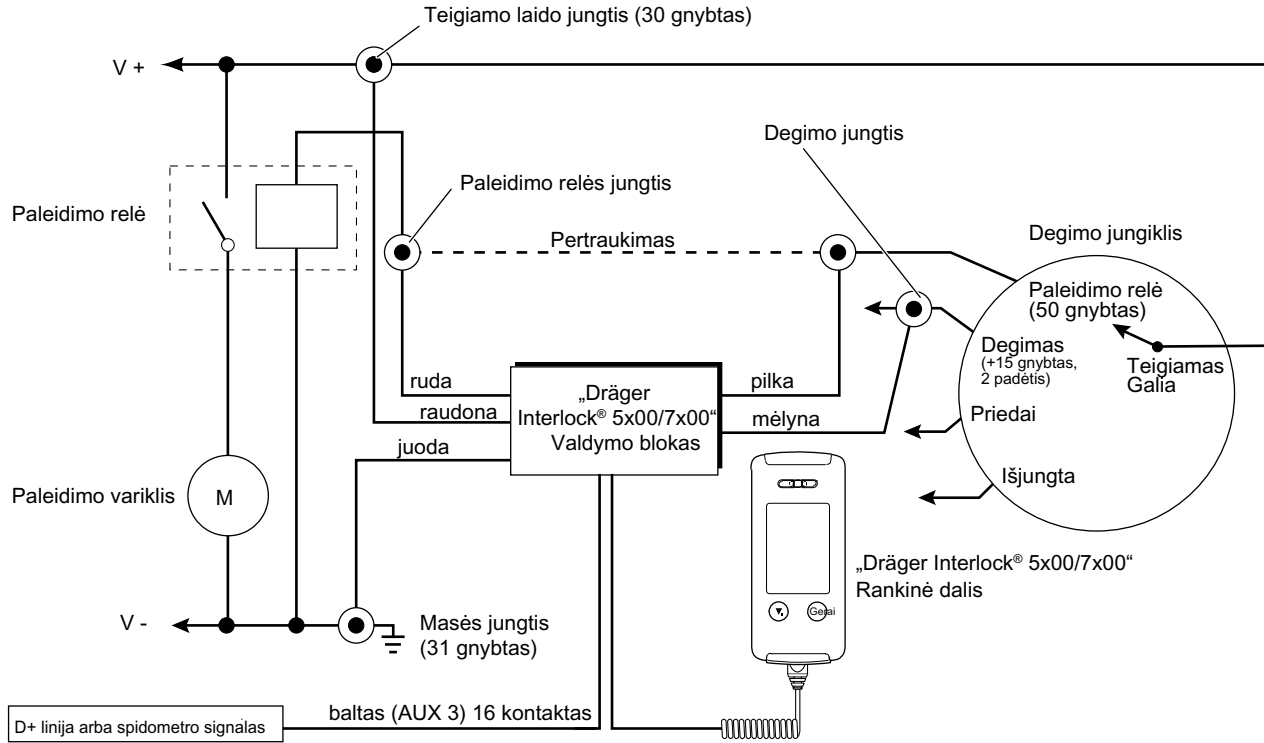 Teigiamo laido jungtis (30 gnybtas)
V +
Degimo jungtis
Paleidimo relės jungtis
Paleidimo relė
Pertraukimas
Degimo jungiklis
Paleidimo relė
(50 gnybtas)
Degimas
(+15 gnybtas,
2 padėtis)
Teigiamas
Galia
ruda
raudona
juoda
„Dräger
Interlock® 5x00/7x00“
Valdymo blokas
pilka
mėlyna
Priedai
Išjungta
Paleidimo variklis
M
„Dräger Interlock® 5x00/7x00“
Rankinė dalis
Gerai
V -
Masės jungtis
(31 gnybtas)
D+ linija arba spidometro signalas
baltas (AUX 3) 16 kontaktas